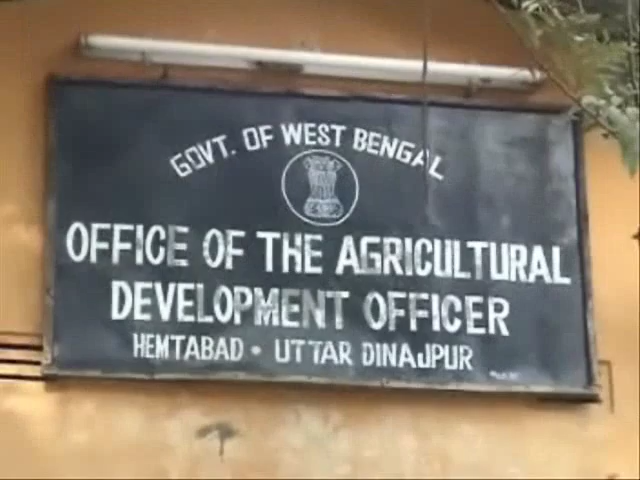 GOVT. OF WEST BENGAL
OFFICE OF THE AGRICULTURAL
DEVELOPMENT OFFICER
HEMTABAD • UTTAR DINAJPUR